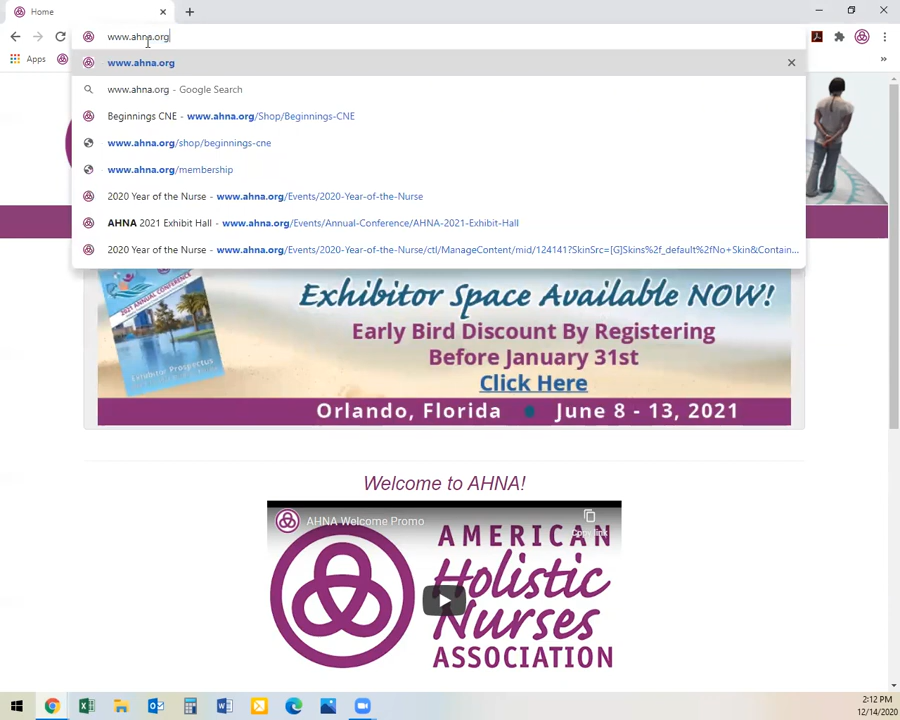 Home
www.ahna.org
Apps
»
www.ahna.org
www.ahna.org - Google Search
Beginnings CNE - www.ahna.org/Shop/Beginnings-CNE
www.ahna.org/shop/beginnings-cne
www.ahna.org/membership
2020 Year of the Nurse - www.ahna.org/Events/2020-Year-of-the-Nurse
AHNA 2021 Exhibit Hall - www.ahna.org/Events/Annual-Conference/AHNA-2021-Exhibit-Hall
2020 Year of the Nurse - www.ahna.org/Events/2020-Year-of-the-Nurse/ctl/ManageContent/mid/124141?SkinSrc=[G]Skins%2f_default%2fNo+Skin&Contain...
2021 ANNUAL CONFERENCE
Exhibitor Prospectus
Exhibitor Space Available NOW!
Early Bird Discount By Registering
Before January 31st
Click Here
Orlando, Florida • June 8 - 13, 2021
Welcome to AHNA!
AHNA Welcome Promo
Copy link
AMERICAN
Holistic
Nurses
ASSOCIATION
2:12 PM
12/14/2020